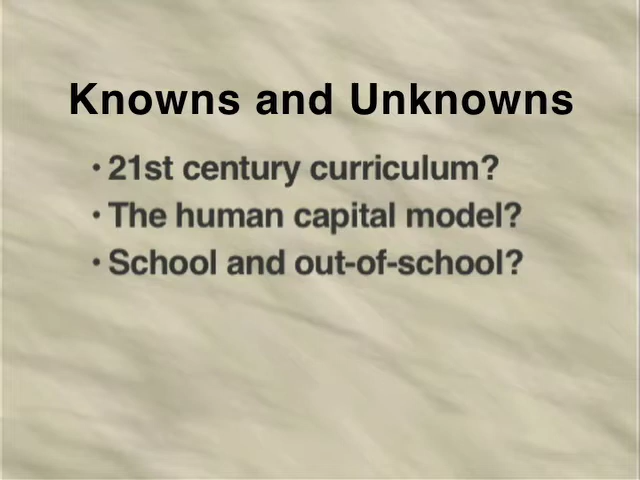 Knowns and Unknowns
• 21st century curriculum?
• The human capital model?
• School and out-of-school?